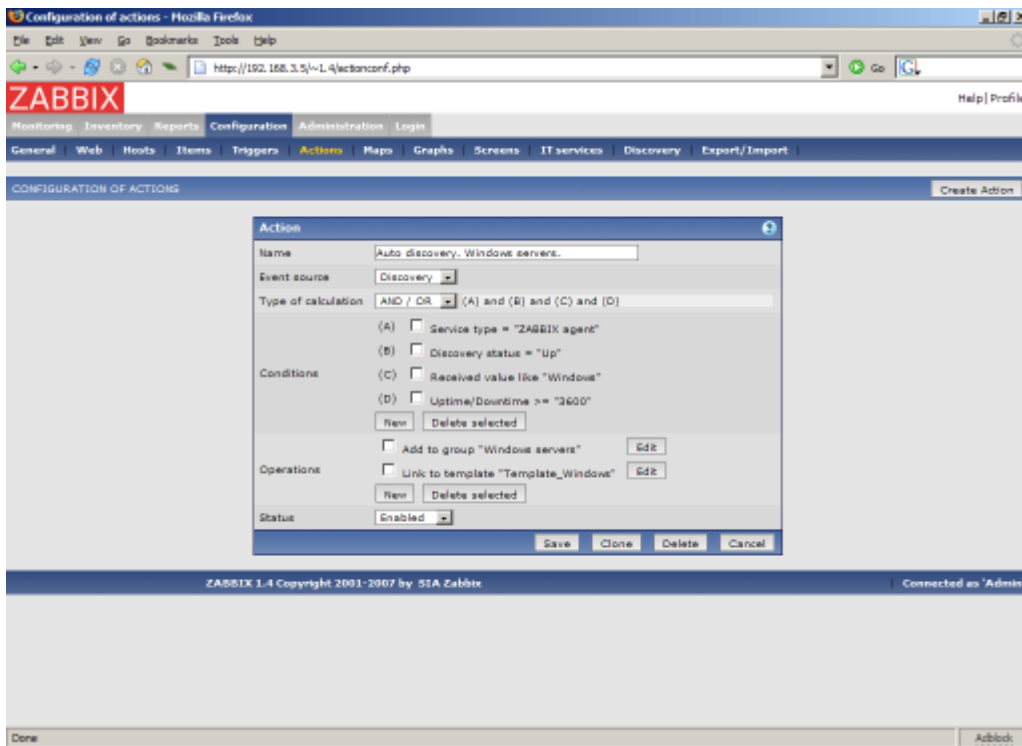 Configuration of actions - Mozilla Firefox
File Edit View Go Bookmarks Tools Help
http://192.168.3.5/~1.4/actionconf.php Go
ZABBIX Help | Profile
Monitoring Inventory Reports Configuration Administration Login
General | Web | Hosts | Items | Triggers | Actions | Maps | Graphs | Screens | IT services | Discovery | Export/Import |
CONFIGURATION OF ACTIONS Create Action
Action
Name Auto discovery. Windows servers.
Event source Discovery
Type of calculation AND / OR (A) and (B) and (C) and (D)
Conditions
(A) Service type = "ZABBIX agent"
(B) Discovery status = "Up"
(C) Received value like "Windows"
(D) Uptime/Downtime >= "3600"
New Delete selected
Operations
Add to group "Windows servers" Edit
Link to template "Template_Windows" Edit
New Delete selected
Status Enabled
Save Clone Delete Cancel
ZABBIX 1.4 Copyright 2001-2007 by SIA Zabbix | Connected as 'Admin
Done Adblock